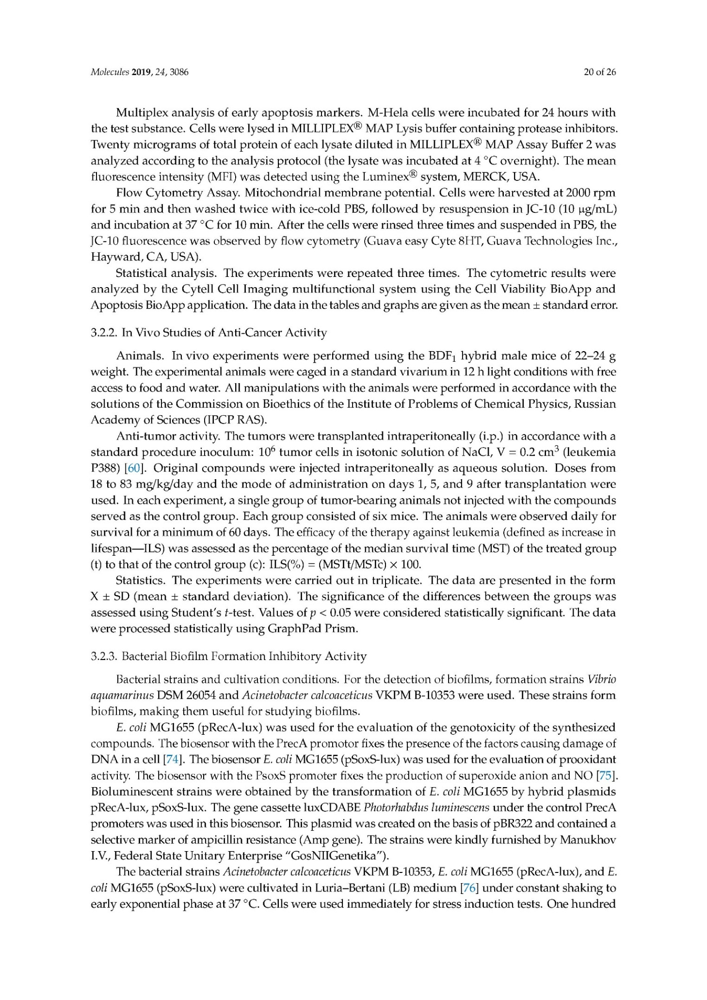 Molecules 2019, 24, 3086
20 of 26
Multiplex analysis of early apoptosis markers. M-Hela cells were incubated for 24 hours with
the test substance. Cells were lysed in MILLIPLEX® MAP Lysis buffer containing protease inhibitors.
Twenty micrograms of total protein of each lysate diluted in MILLIPLEX® MAP Assay Buffer 2 was
analyzed according to the analysis protocol (the lysate was incubated at 4 °C overnight). The mean
fluorescence intensity (MFI) was detected using the Luminex® system, MERCK, USA.
Flow Cytometry Assay. Mitochondrial membrane potential. Cells were harvested at 2000 rpm
for 5 min and then washed twice with ice-cold PBS, followed by resuspension in JC-10 (10 µg/mL)
and incubation at 37 °C for 10 min. After the cells were rinsed three times and suspended in PBS, the
JC-10 fluorescence was observed by flow cytometry (Guava easy Cyte 8HT, Guava Technologies Inc.,
Hayward, CA, USA).
Statistical analysis. The experiments were repeated three times. The cytometric results were
analyzed by the Cytell Cell Imaging multifunctional system using the Cell Viability BioApp and
Apoptosis BioApp application. The data in the tables and graphs are given as the mean ± standard error.
3.2.2. In Vivo Studies of Anti-Cancer Activity
Animals. In vivo experiments were performed using the BDF₁ hybrid male mice of 22–24 g
weight. The experimental animals were caged in a standard vivarium in 12 h light conditions with free
access to food and water. All manipulations with the animals were performed in accordance with the
solutions of the Commission on Bioethics of the Institute of Problems of Chemical Physics, Russian
Academy of Sciences (IPCP RAS).
Anti-tumor activity. The tumors were transplanted intraperitoneally (i.p.) in accordance with a
standard procedure inoculum: 10⁶ tumor cells in isotonic solution of NaCl, V = 0.2 cm³ (leukemia
P388) [60]. Original compounds were injected intraperitoneally as aqueous solution. Doses from
18 to 83 mg/kg/day and the mode of administration on days 1, 5, and 9 after transplantation were
used. In each experiment, a single group of tumor-bearing animals not injected with the compounds
served as the control group. Each group consisted of six mice. The animals were observed daily for
survival for a minimum of 60 days. The efficacy of the therapy against leukemia (defined as increase in
lifespan—ILS) was assessed as the percentage of the median survival time (MST) of the treated group
(t) to that of the control group (c): ILS(%) = (MSTt/MSTc) × 100.
Statistics. The experiments were carried out in triplicate. The data are presented in the form
X ± SD (mean ± standard deviation). The significance of the differences between the groups was
assessed using Student's t-test. Values of p < 0.05 were considered statistically significant. The data
were processed statistically using GraphPad Prism.
3.2.3. Bacterial Biofilm Formation Inhibitory Activity
Bacterial strains and cultivation conditions. For the detection of biofilms, formation strains Vibrio
aquamarinus DSM 26054 and Acinetobacter calcoaceticus VKPM B-10353 were used. These strains form
biofilms, making them useful for studying biofilms.
E. coli MG1655 (pRecA-lux) was used for the evaluation of the genotoxicity of the synthesized
compounds. The biosensor with the PrecA promotor fixes the presence of the factors causing damage of
DNA in a cell [74]. The biosensor E. coli MG1655 (pSoxS-lux) was used for the evaluation of prooxidant
activity. The biosensor with the PsoxS promoter fixes the production of superoxide anion and NO [75].
Bioluminescent strains were obtained by the transformation of E. coli MG1655 by hybrid plasmids
pRecA-lux, pSoxS-lux. The gene cassette luxCDABE Photorhabdus luminescens under the control PrecA
promoters was used in this biosensor. This plasmid was created on the basis of pBR322 and contained a
selective marker of ampicillin resistance (Amp gene). The strains were kindly furnished by Manukhov
I.V., Federal State Unitary Enterprise “GosNIIGenetika”).
The bacterial strains Acinetobacter calcoaceticus VKPM B-10353, E. coli MG1655 (pRecA-lux), and E.
coli MG1655 (pSoxS-lux) were cultivated in Luria–Bertani (LB) medium [76] under constant shaking to
early exponential phase at 37 °C. Cells were used immediately for stress induction tests. One hundred